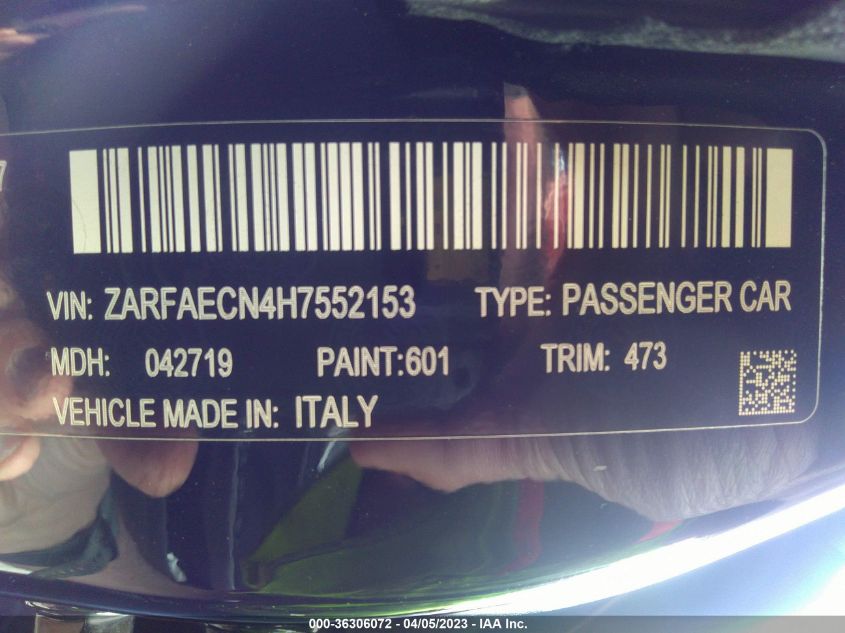 VIN: ZARFAECN4H7552153 TYPE: PASSENGER CAR
MDH: 042719 PAINT:601 TRIM: 473
VEHICLE MADE IN: ITALY
000-36306072 - 04/05/2023 - IAA Inc.